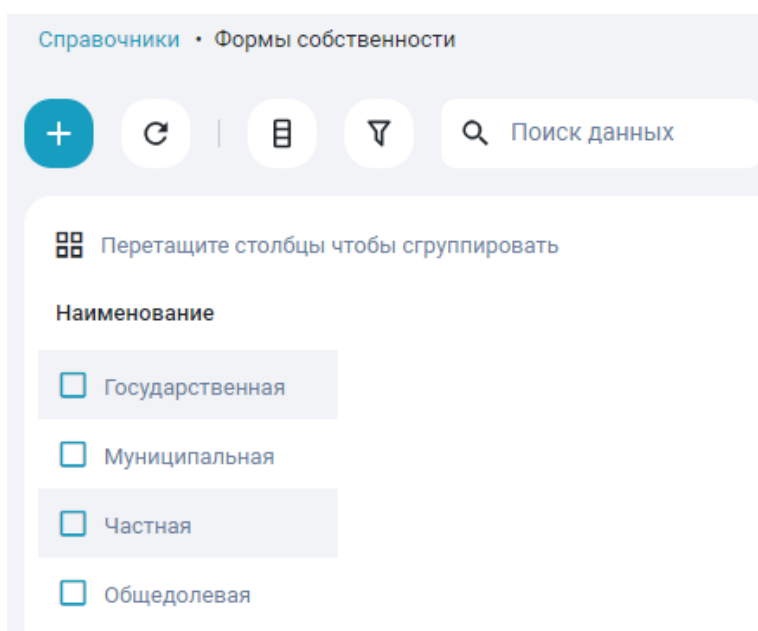 Справочники • Формы собственности
Поиск данных
Перетащите столбцы чтобы сгруппировать
Наименование
Государственная
Муниципальная
Частная
Общедолевая